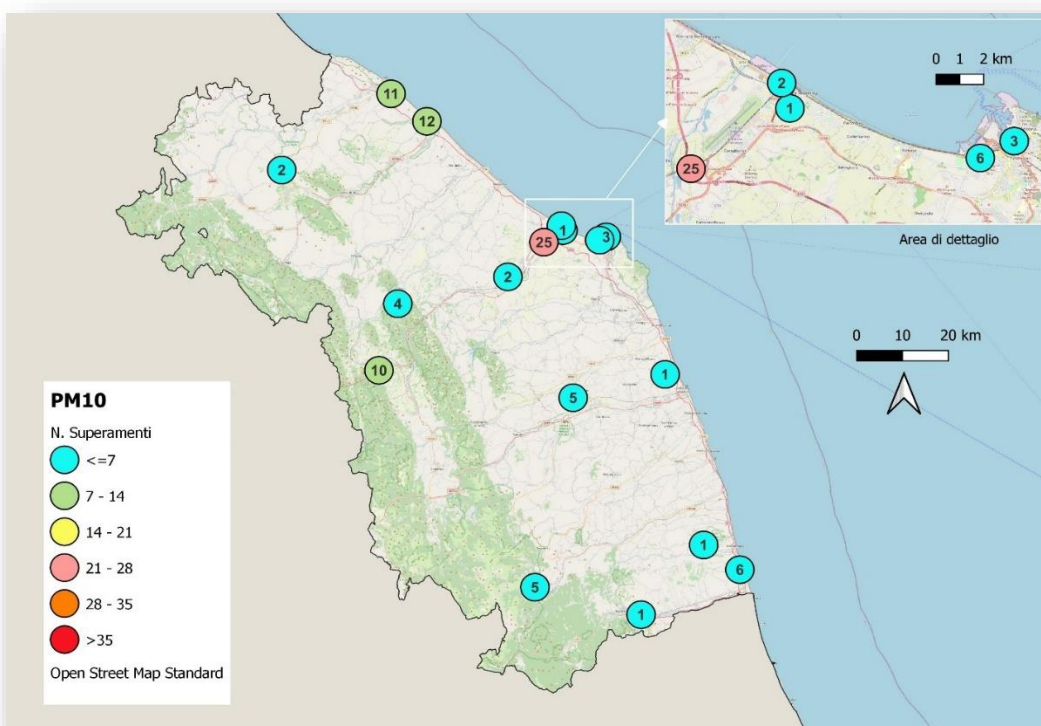 11
12
2
1
3
25
2
4
10
1
5
1
6
5
1
0 1 2 km
2
1
25
6
3
Area di dettaglio
0 10 20 km
PM10
N. Superamenti
<=7
7 - 14
14 - 21
21 - 28
28 - 35
>35
Open Street Map Standard